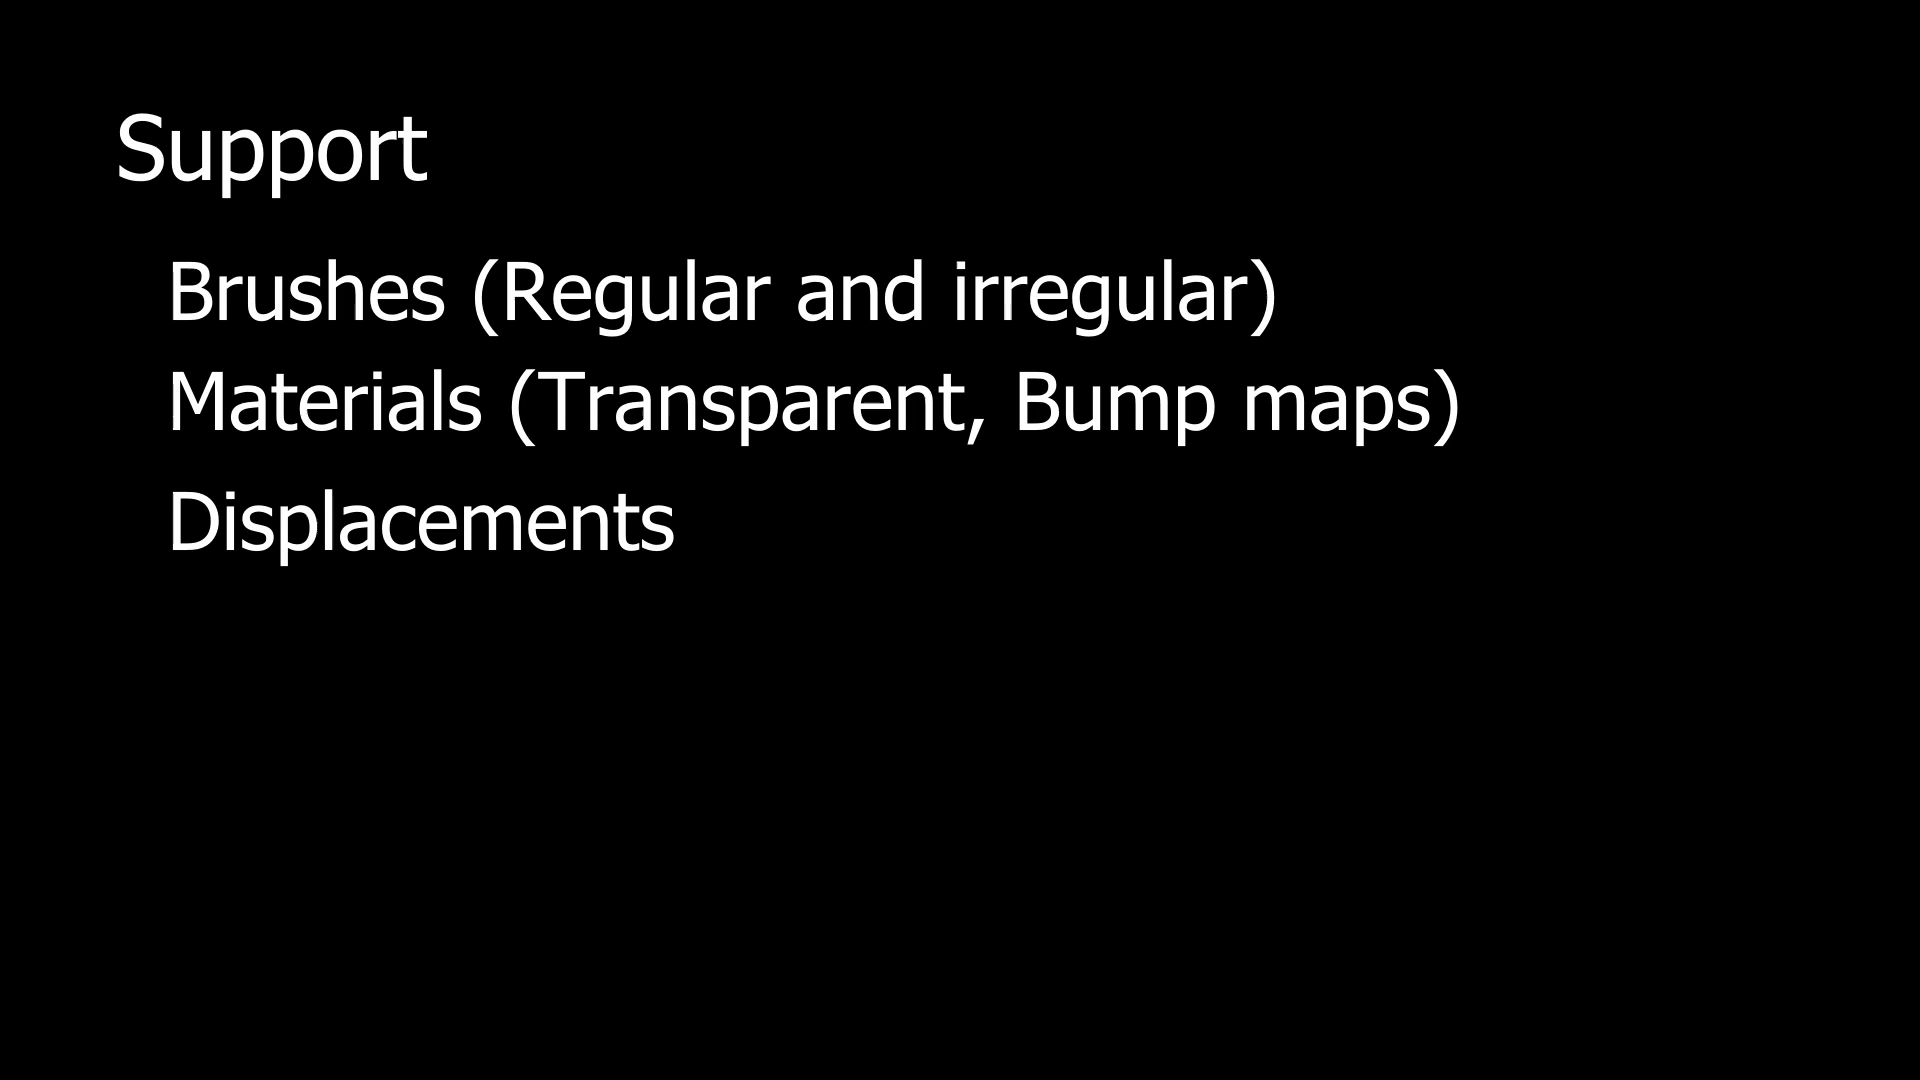 Support
Brushes (Regular and irregular)
Materials (Transparent, Bump maps)
Displacements